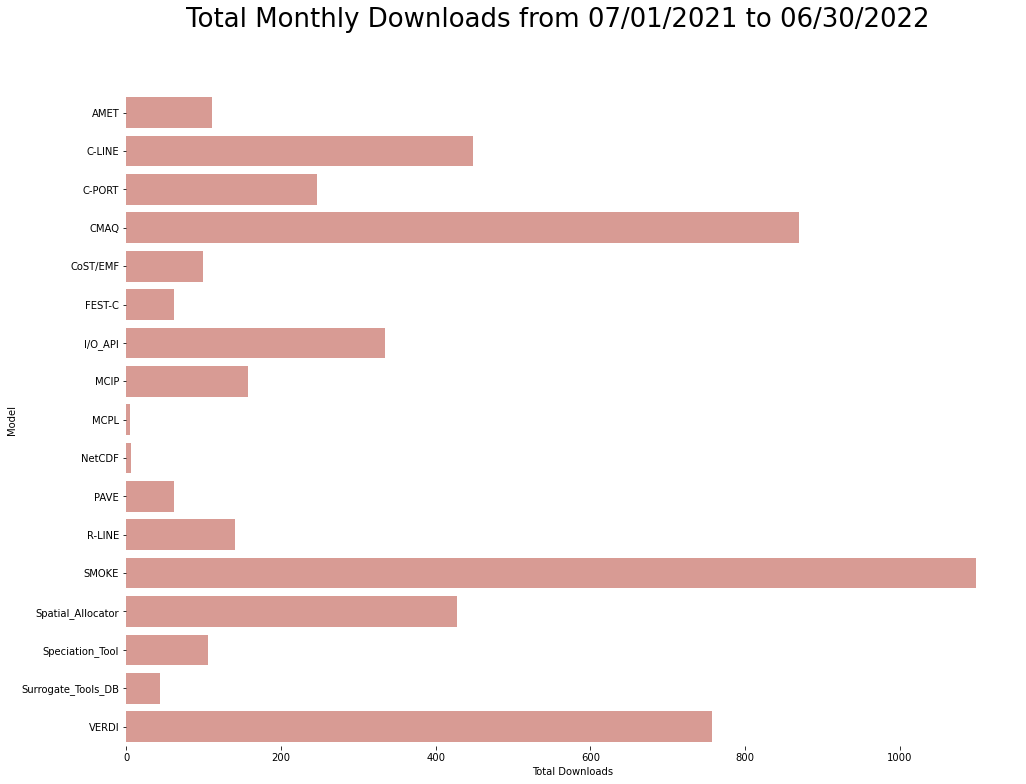 Total Monthly Downloads from 07/01/2021 to 06/30/2022
AMET
C-LINE
C-PORT
CMAQ
CoST/EMF
FEST-C
I/O_API
MCIP
MCPL
NetCDF
PAVE
R-LINE
SMOKE
Spatial_Allocator
Speciation_Tool
Surrogate_Tools_DB
VERDI
Model
0 200 400 600 800 1000
Total Downloads